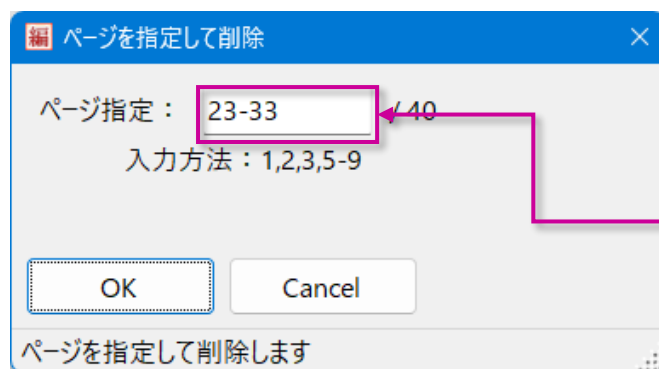 編 ページを指定して削除
ページ指定： 23-33 / 40
入力方法：1,2,3,5-9
OK Cancel
ページを指定して削除します